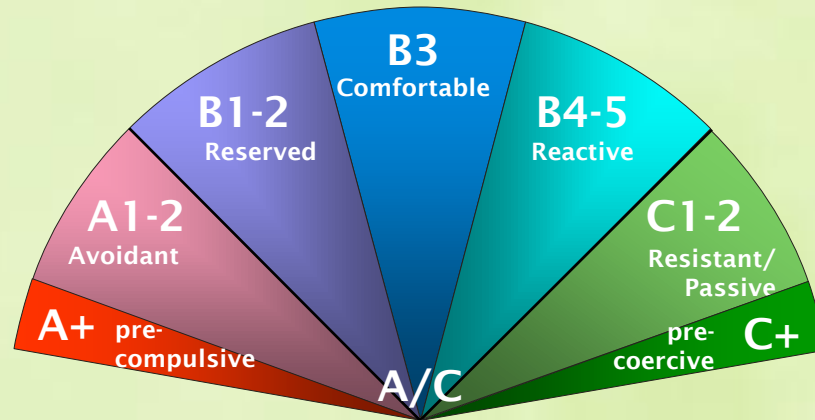 B3
Comfortable
B1-2
Reserved
B4-5
Reactive
A1-2
Avoidant
C1-2
Resistant/
Passive
A+ pre-
compulsive
pre-
coercive C+
A/C